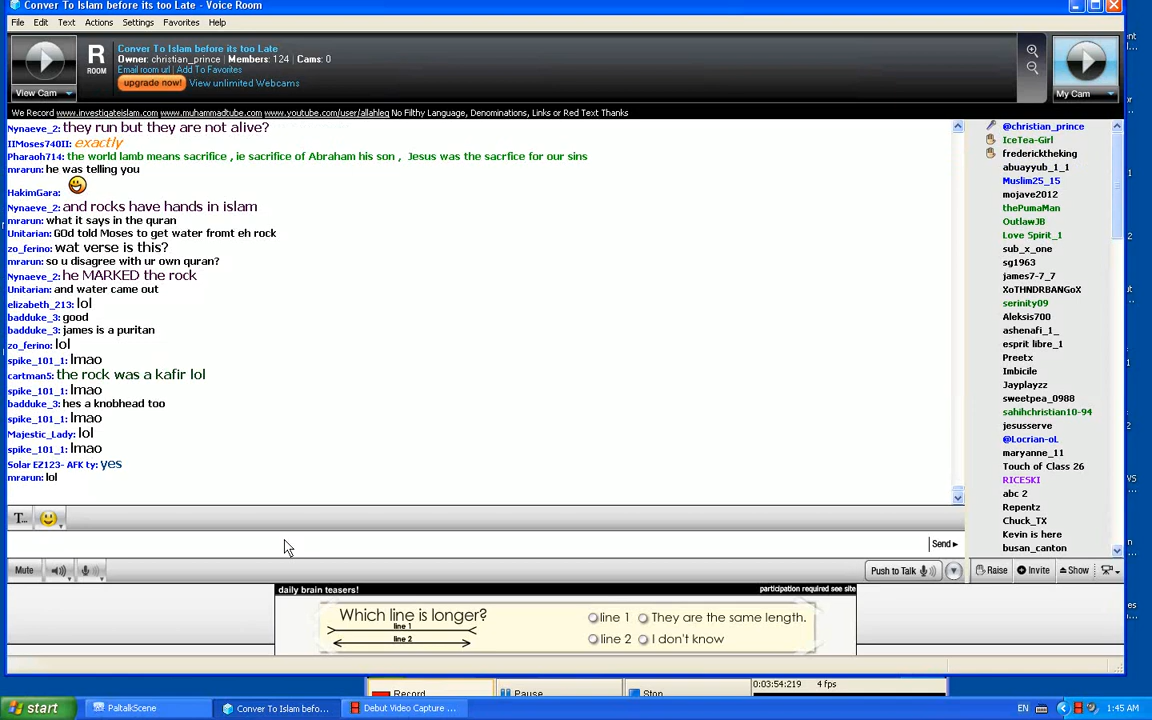 Conver To Islam before its too Late - Voice Room
File Edit Text Actions Settings Favorites Help
R
ROOM
Conver To Islam before its too Late
Owner: christian_prince | Members: 124 | Cams: 0
Email room url | Add To Favorites
upgrade now! View unlimited Webcams
View Cam
My Cam
We Record www.investigateislam.com www.muhammadtube.com www.youtube.com/user/allahleg No Filthy Language, Denominations, Links or Red Text Thanks
Nynaeve_2: they run but they are not alive?
IIMoses740II: exactly
Pharaoh714: the world lamb means sacrifice , ie sacrifice of Abraham his son , Jesus was the sacrfice for our sins
mrarun: he was telling you
HakimGara:
Nynaeve_2: and rocks have hands in islam
mrarun: what it says in the quran
Unitarian: GOd told Moses to get water fromt eh rock
zo_ferino: wat verse is this?
mrarun: so u disagree with ur own quran?
Nynaeve_2: he MARKED the rock
Unitarian: and water came out
elizabeth_213: lol
badduke_3: good
badduke_3: james is a puritan
zo_ferino: lol
spike_101_1: lmao
cartman5: the rock was a kafir lol
spike_101_1: lmao
badduke_3: hes a knobhead too
spike_101_1: lmao
Majestic_Lady: lol
spike_101_1: lmao
Solar EZ123- AFK ty: yes
mrarun: lol
@christian_prince
IceTea-Girl
fredericktheking
abuayyub_1_1
Muslim25_15
mojave2012
thePumaMan
OutlawJB
Love Spirit_1
sub_x_one
sg1963
james7-7_7
XoTHNDRBANGoX
serinity09
Aleksis700
ashenafi_1_
esprit libre_1
Preetx
Imbicile
Jayplayzz
sweetpea_0988
sahihchristian10-94
jesusserve
@Locrian-oL
maryanne_11
Touch of Class 26
RICESKI
abc 2
Repentz
Chuck_TX
Kevin is here
busan_canton
T...
Send
Mute
Push to Talk
Raise Invite Show
daily brain teasers! participation required see site
Which line is longer?
line 1
line 2
line 1 They are the same length.
line 2 I don't know
Record Pause Stop 0:03:54:219 4 fps
start PaltalkScene Conver To Islam befo... Debut Video Capture ... EN 1:45 AM